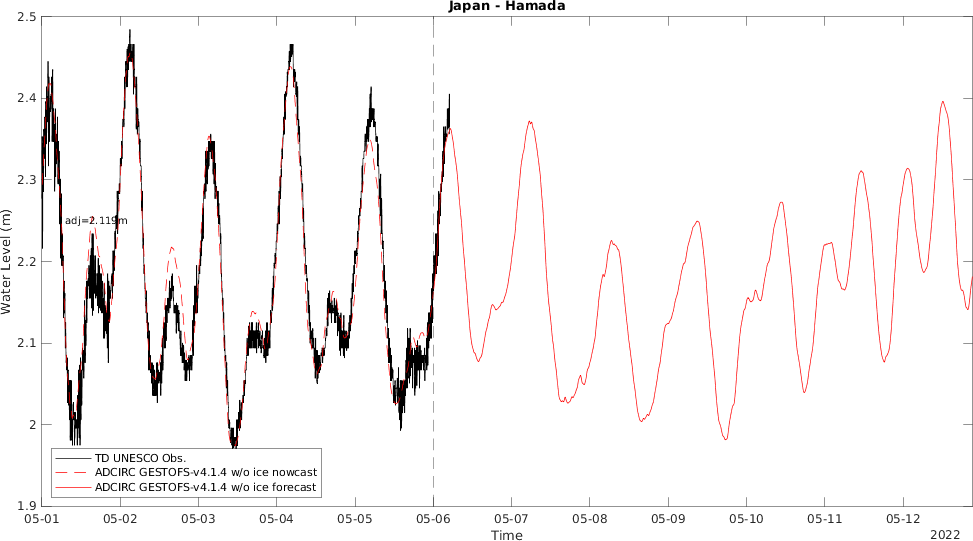 Japan - Hamada
2.5
2.4
2.3
2.2
2.1
2
1.9
Water Level (m)
adj=2.119m
TD UNESCO Obs.
ADCIRC GESTOFS-v4.1.4 w/o ice nowcast
ADCIRC GESTOFS-v4.1.4 w/o ice forecast
05-01 05-02 05-03 05-04 05-05 05-06 05-07 05-08 05-09 05-10 05-11 05-12
Time
2022